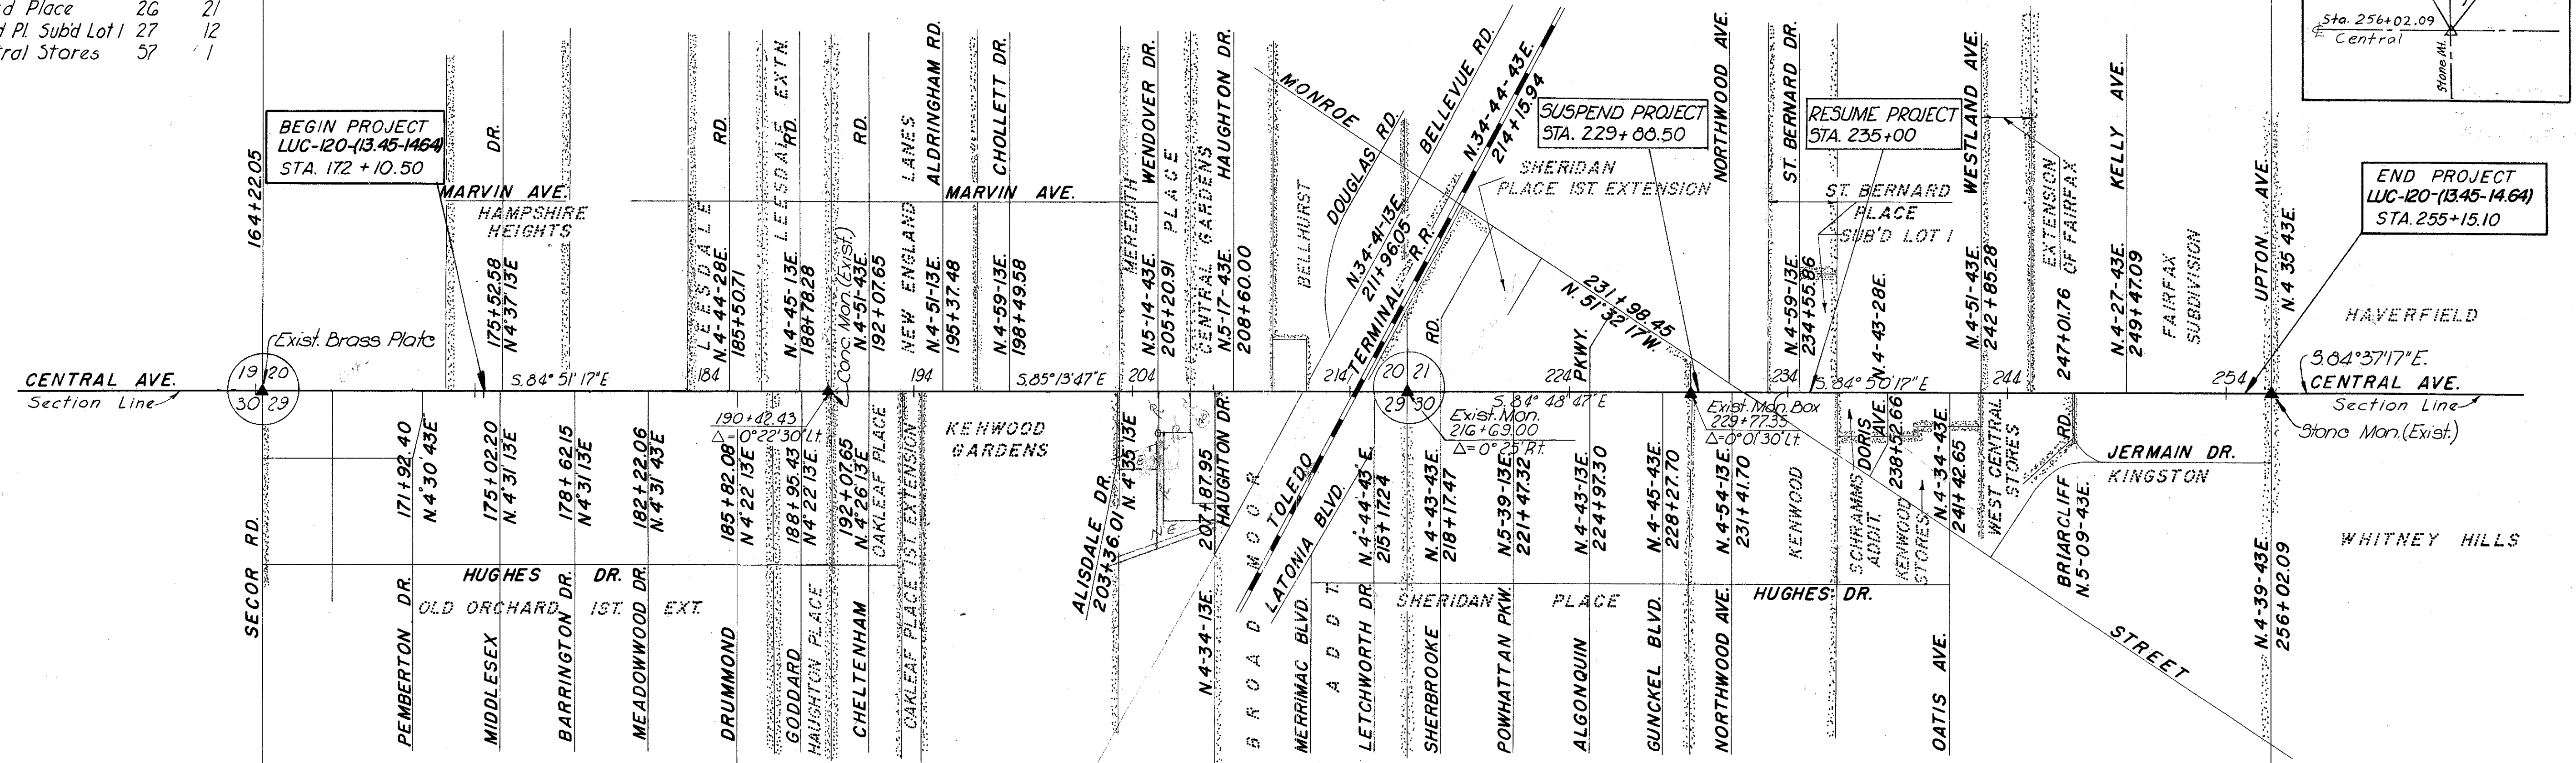 d Place 26 21
d Pl. Sub'd Lot 1 27 12
tral Stores 57 1
Sta. 256+02.09
℄ Central
Stone M.
BEGIN PROJECT
LUC-120-(13.45-14.64)
STA. 172 + 10.50
SUSPEND PROJECT
STA. 229+88.50
RESUME PROJECT
STA. 235+00
END PROJECT
LUC-120-(13.45-14.64)
STA. 255+15.10
164+22.05
MARVIN AVE.
HAMPSHIRE
HEIGHTS
DR.
175+52.58
N4°37'13"E
LEESDALE
RD.
N.4-44-28E.
185+50.71
LEESDALE EXTN.
RD.
N.4-45-13E.
188+78.28
Conc. Mon. (Exist.)
RD.
N.4-51-43E.
192+07.65
NEW ENGLAND LANES
ALDRINGHAM RD.
N.4-51-13E.
195+37.48
MARVIN AVE.
CHOLLETT DR.
N.4-59-13E.
198+49.58
MEREDITH
WENDOVER DR.
N.5-14-43E.
205+20.91
PLACE
CENTRAL GARDENS
HAUGHTON DR.
N.5-17-43E.
208+60.00
BELLHURST
DOUGLAS RD.
N.34-41-13E.
211+96.05
BELLEVUE RD.
N.34-44-43E.
214+15.94
TERMINAL R.R.
MONROE
SHERIDAN
PLACE 1ST EXTENSION
RD.
231+98.45
N. 51°32'17"W.
PKWY.
NORTHWOOD AVE.
ST. BERNARD DR.
N.4-59-13E.
234+55.86
ST. BERNARD
PLACE
SUB'D LOT 1
N.4-43-28E.
WESTLAND AVE.
N.4-51-43E.
242+85.28
EXTENSION
OF FAIRFAX
247+01.76
KELLY AVE.
N.4-27-43E.
249+47.09
FAIRFAX
SUBDIVISION
UPTON AVE.
N.4 35 43E.
HAVERFIELD
Exist. Brass Plate
19 20
30 29
CENTRAL AVE.
Section Line
S.84° 51' 17"E
184
194
S.85°13'47"E
204
214
20 21
29 30
224
S.84° 48' 47"E
234
S.84° 50' 17"E
244
254
S.84°37'17"E.
CENTRAL AVE.
Section Line
Stone Mon.(Exist.)
190+42.43
△=0°22'30"Lt.
Exist. Mon.
216+69.00
△=0°25'Rt.
Exist. Mon. Box
229+77.35
△=0°01'30"Lt.
SECOR RD.
171+92.40
N.4°30'43"E
PEMBERTON DR.
175+02.20
N.4°31'13"E
MIDDLESEX
178+62.15
N4°31'13"E
BARRINGTON DR.
182+22.06
N.4°31'43"E
MEADOWWOOD DR.
HUGHES DR.
OLD ORCHARD 1ST. EXT.
185+82.08
N4°22'13"E
DRUMMOND
188+95.43
N4°22'13"E.
GODDARD
HAUGHTON PLACE
192+07.65
N.4°26'13"E.
CHELTENHAM
OAKLEAF PLACE
OAKLEAF PLACE 1ST. EXTENSION
KENWOOD
GARDENS
ALISDALE DR.
203+36.01
N.4°35'13"E
207+87.95
HAUGHTON DR.
N.4-34-13E.
BROADMOOR
ADDT.
TOLEDO
LATONIA BLVD.
MERRIMAC BLVD.
N.4-44-43"E.
215+17.24
LETCHWORTH DR.
N.4-43-43E.
218+17.47
SHERBROOKE
N.5-39-13E.
221+47.32
POWHATTAN PKW.
SHERIDAN PLACE
N.4-43-13E.
224+97.30
ALGONQUIN
N.4-45-43E.
228+27.70
GUNCKEL BLVD.
N.4-54-13E.
231+41.70
NORTHWOOD AVE.
HUGHES DR.
KENWOOD
SCHRAMMS
ADDIT.
DORIS
AVE.
238+52.66
KENWOOD
STORES
N.4-34-43E.
241+42.65
OATIS AVE.
WEST CENTRAL
STORES
BRIARCLIFF RD.
N.5-09-43E.
JERMAIN DR.
KINGSTON
WHITNEY HILLS
STREET
N.4-39-43E.
256+02.09